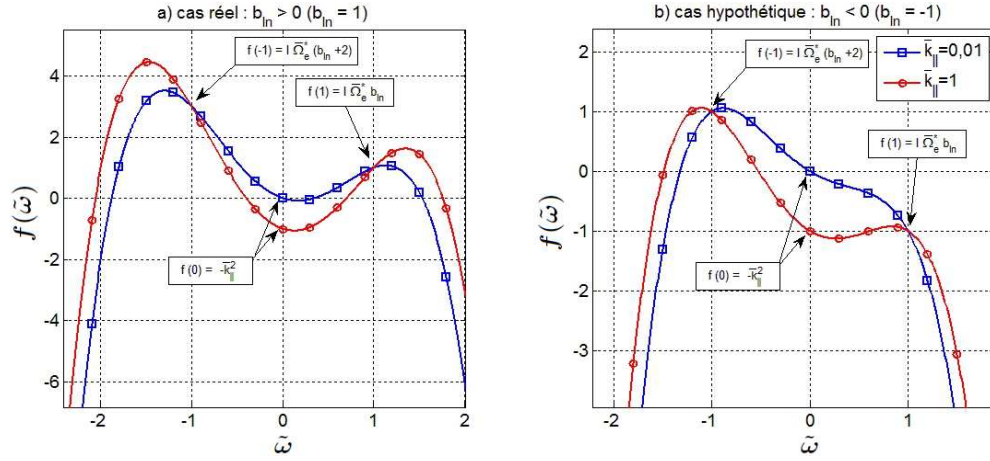 a) cas réel : b_ln > 0 (b_ln = 1)
f (-1) = l Ω̄*_e (b_ln +2)
f (1) = l Ω̄*_e b_ln
f (0) = -k̄²_||
f (ω̃)
4
2
0
-2
-4
-6
-2 -1 0 1 2
ω̃
b) cas hypothétique : b_ln < 0 (b_ln = -1)
k̄_||=0,01
k̄_||=1
f (-1) = l Ω̄*_e (b_ln+2)
f (1) = l Ω̄*_e b_ln
f (0) = -k̄²_||
f (ω̃)
2
1
0
-1
-2
-3
-2 -1 0 1
ω̃